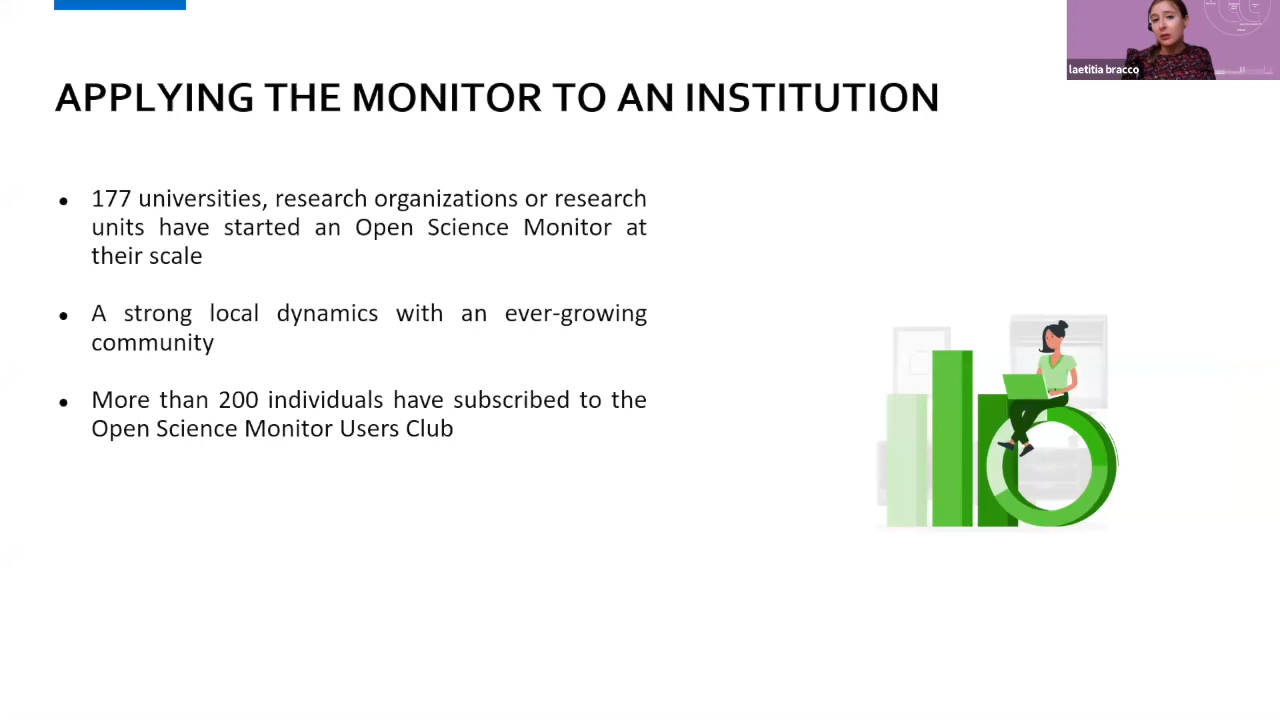 laetitia bracco
APPLYING THE MONITOR TO AN INSTITUTION
• 177 universities, research organizations or research
units have started an Open Science Monitor at
their scale
• A strong local dynamics with an ever-growing
community
• More than 200 individuals have subscribed to the
Open Science Monitor Users Club